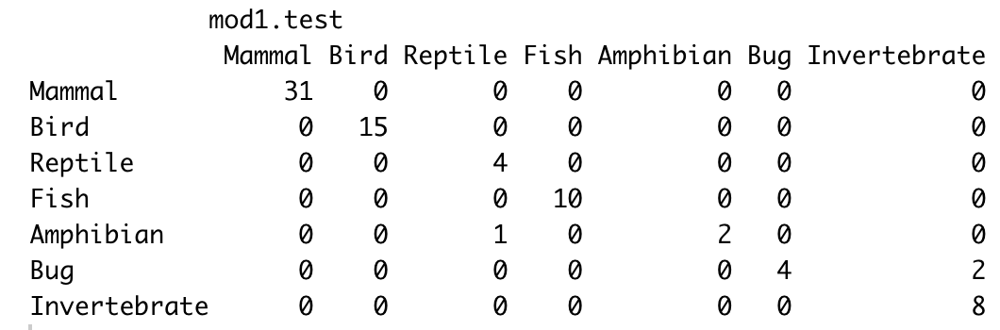 mod1.test
Mammal Bird Reptile Fish Amphibian Bug Invertebrate
Mammal 31 0 0 0 0 0 0
Bird 0 15 0 0 0 0 0
Reptile 0 0 4 0 0 0 0
Fish 0 0 0 10 0 0 0
Amphibian 0 0 1 0 2 0 0
Bug 0 0 0 0 0 4 2
Invertebrate 0 0 0 0 0 0 8